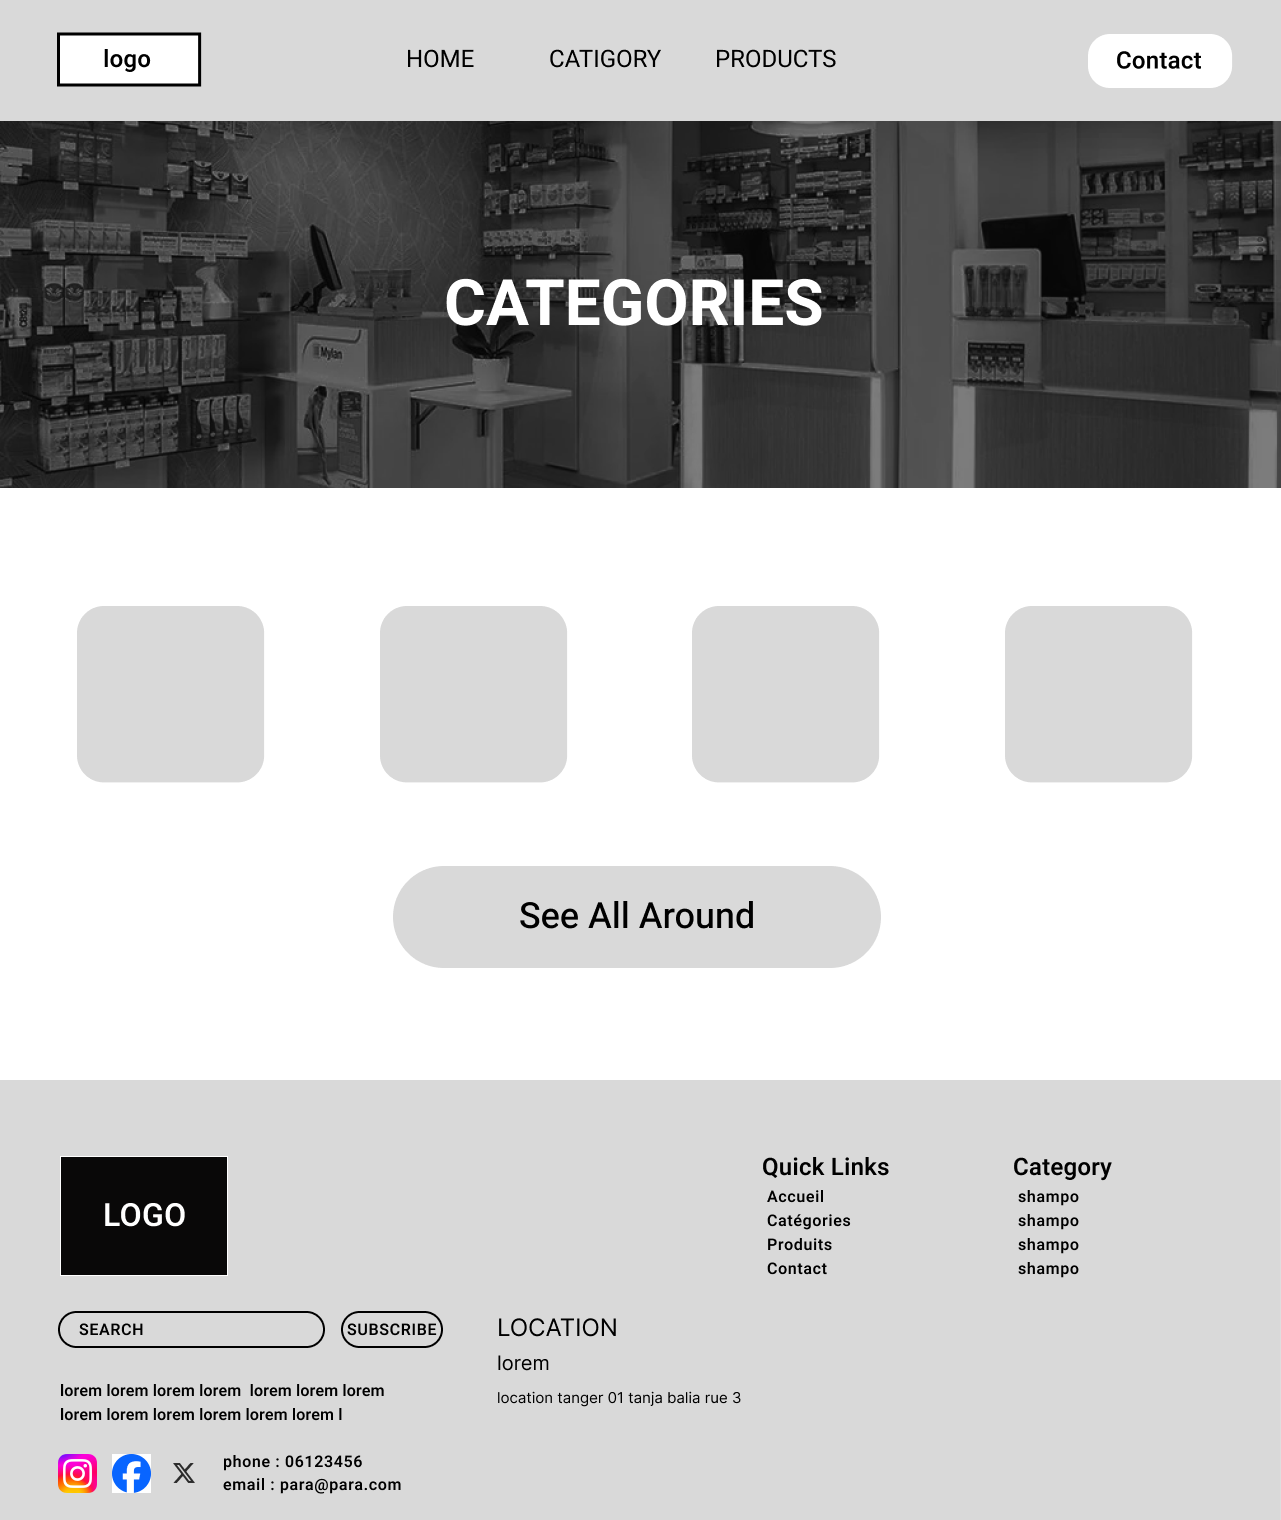 logo
HOME
CATIGORY
PRODUCTS
Contact
Mylan
CATEGORIES
See All Around
LOGO
Quick Links
Accueil
Catégories
Produits
Contact
Category
shampo
shampo
shampo
shampo
SEARCH
SUBSCRIBE
LOCATION
lorem
location tanger 01 tanja balia rue 3
lorem lorem lorem lorem  lorem lorem lorem
lorem lorem lorem lorem lorem lorem l
phone : 06123456
email : para@para.com